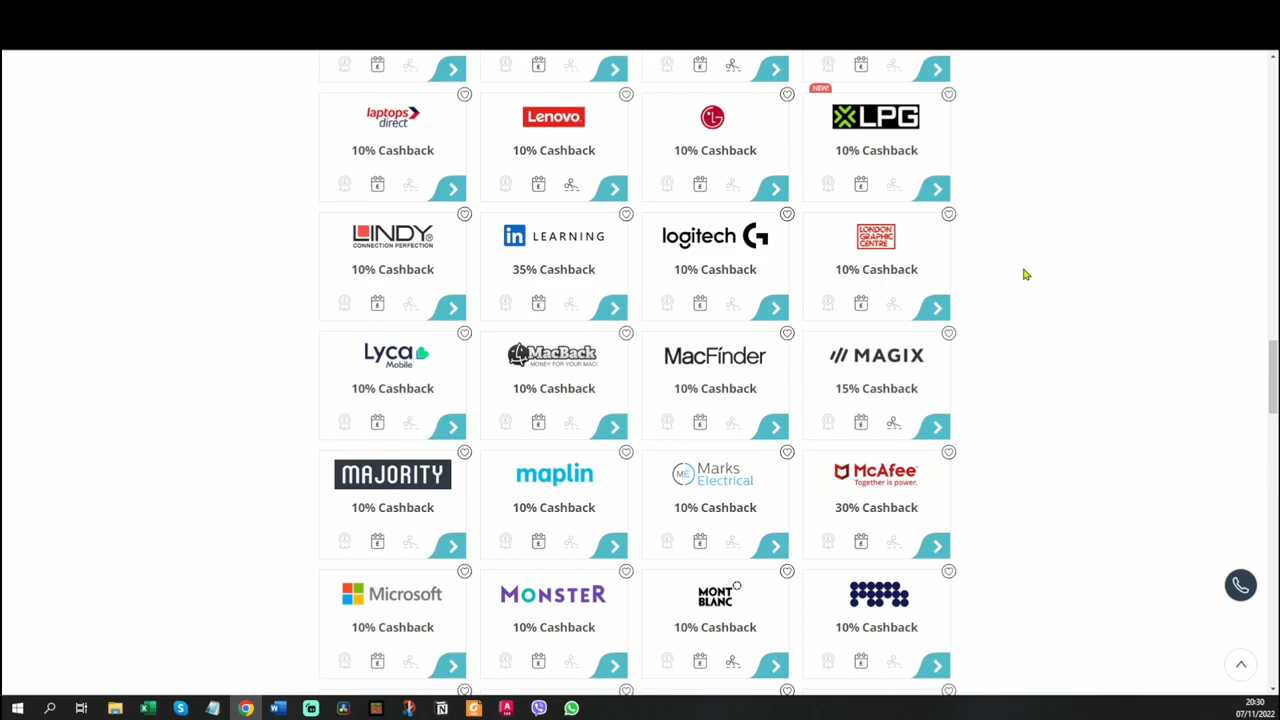 NEW!
laptops
direct
Lenovo.
LG
LPG
10% Cashback
10% Cashback
10% Cashback
10% Cashback
LINDY®
CONNECTION PERFECTION
in LEARNING
logitech G
LONDON
GRAPHIC
CENTRE
10% Cashback
35% Cashback
10% Cashback
10% Cashback
Lyca
Mobile
MacBack
MONEY FOR YOUR MAC!
MacFinder
MAGIX
10% Cashback
10% Cashback
10% Cashback
15% Cashback
MAJORITY
maplin
ME Marks
Electrical
McAfee
Together is power.
10% Cashback
10% Cashback
10% Cashback
30% Cashback
Microsoft
MONSTER
MONT
BLANC
10% Cashback
10% Cashback
10% Cashback
10% Cashback
20:30
07/11/2022